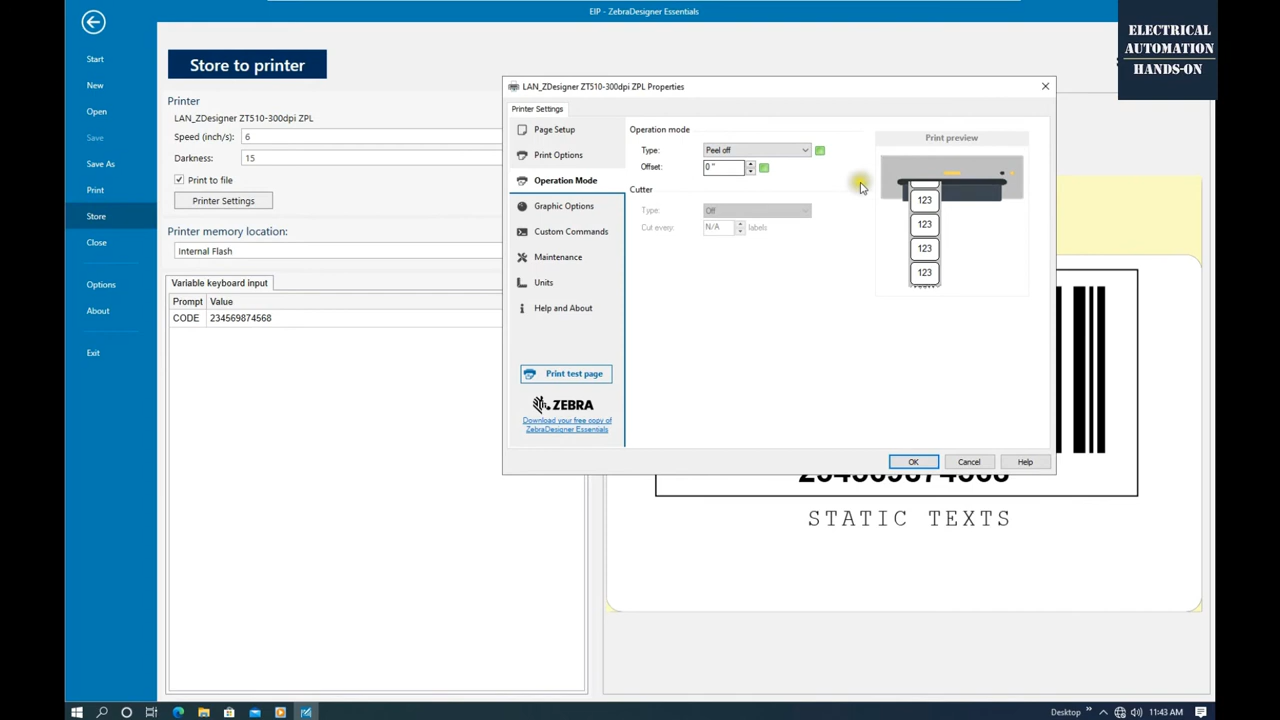 EIP - ZebraDesigner Essentials
ELECTRICAL
AUTOMATION
HANDS-ON
Start
New
Open
Save
Save As
Print
Store
Close
Options
About
Exit
Store to printer
Printer
LAN_ZDesigner ZT510-300dpi ZPL
Speed (inch/s):
6
Darkness:
15
Print to file
Printer Settings
Printer memory location:
Internal Flash
Variable keyboard input
Prompt
Value
CODE
234569874568
LAN_ZDesigner ZT510-300dpi ZPL Properties
Printer Settings
Page Setup
Print Options
Operation Mode
Graphic Options
Custom Commands
Maintenance
Units
Help and About
Print test page
ZEBRA
Download your free copy of
ZebraDesigner Essentials
Operation mode
Type:
Peel off
Offset:
0 "
Cutter
Type:
Off
Cut every:
N/A
labels
Print preview
123
123
123
123
OK
Cancel
Help
234569874568
STATIC TEXTS
Desktop
11:43 AM